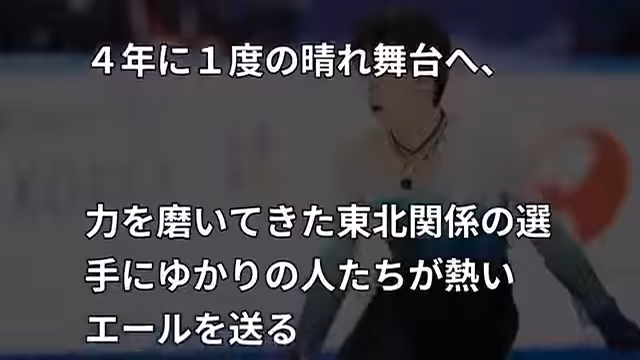 ４年に１度の晴れ舞台へ、
力を磨いてきた東北関係の選
手にゆかりの人たちが熱い
エールを送る